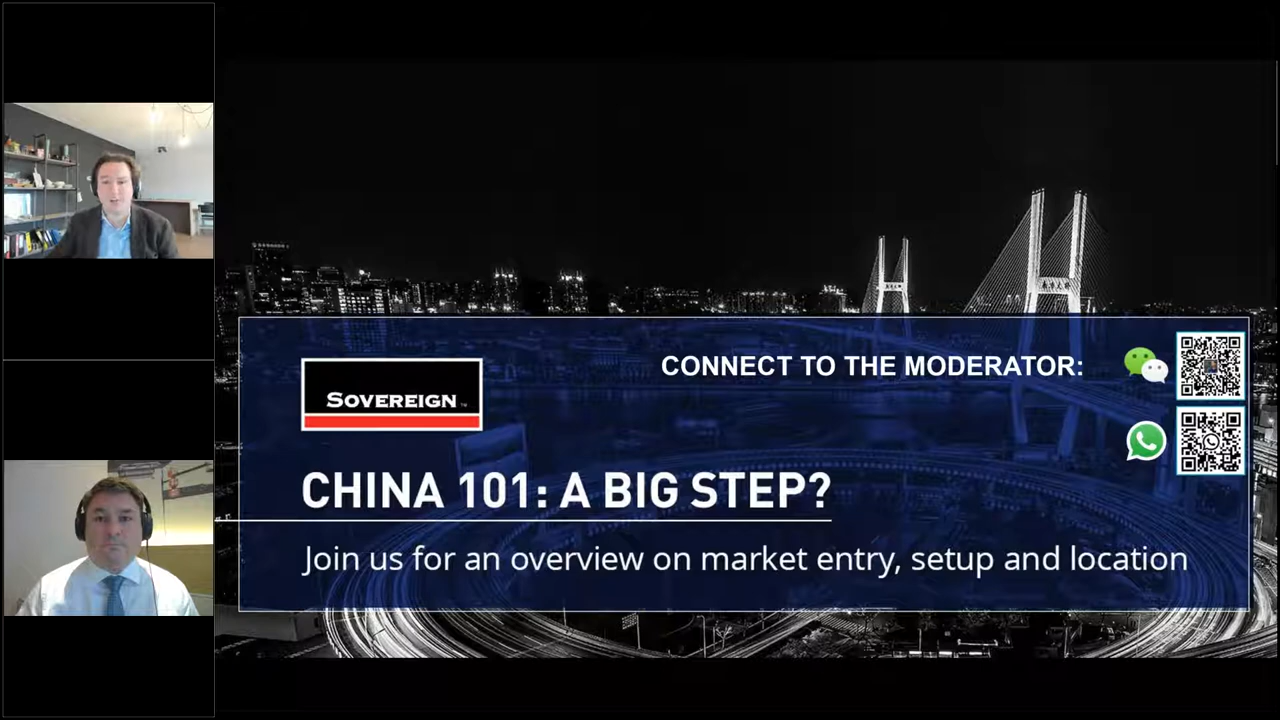 CONNECT TO THE MODERATOR:
SOVEREIGN ™
CHINA 101: A BIG STEP?
Join us for an overview on market entry, setup and location